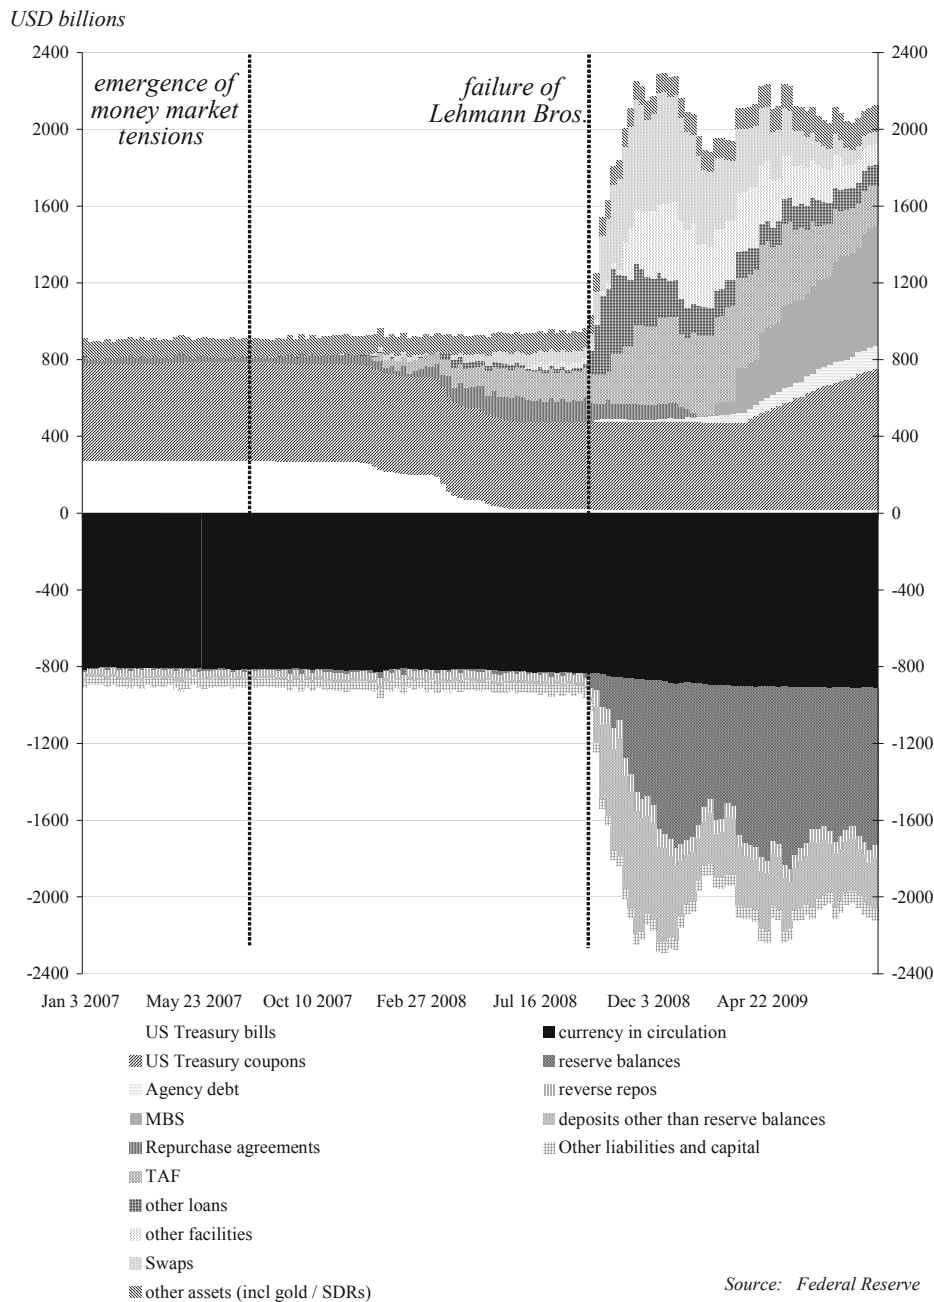 USD billions
2400 2400
emergence of
money market
tensions
failure of
Lehmann Bros.
2000 2000
1600 1600
1200 1200
800 800
400 400
0 0
-400 -400
-800 -800
-1200 -1200
-1600 -1600
-2000 -2000
-2400 -2400
Jan 3 2007 May 23 2007 Oct 10 2007 Feb 27 2008 Jul 16 2008 Dec 3 2008 Apr 22 2009
US Treasury bills
US Treasury coupons
Agency debt
MBS
Repurchase agreements
TAF
other loans
other facilities
Swaps
other assets (incl gold / SDRs)
currency in circulation
reserve balances
reverse repos
deposits other than reserve balances
Other liabilities and capital
Source: Federal Reserve